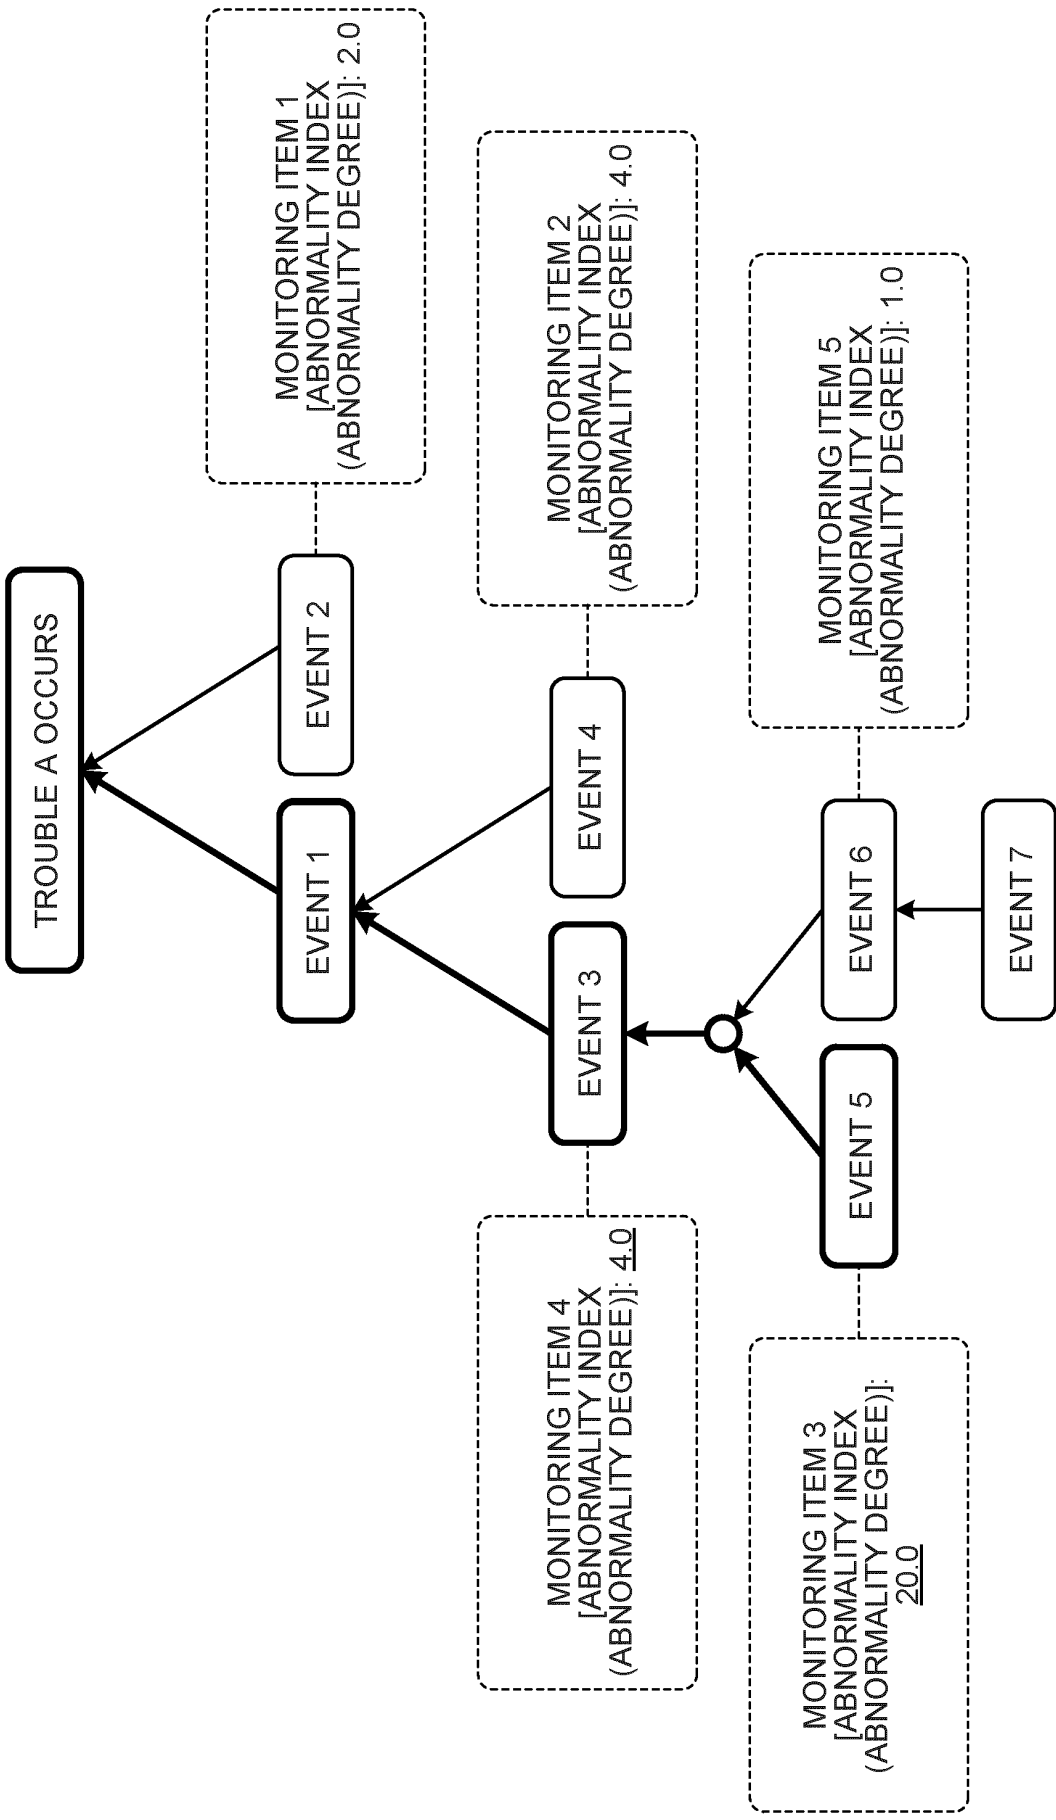 TROUBLE A OCCURS
EVENT 1
EVENT 2
MONITORING ITEM 1
[ABNORMALITY INDEX
(ABNORMALITY DEGREE)]: 2.0
MONITORING ITEM 4
[ABNORMALITY INDEX
(ABNORMALITY DEGREE)]: 4.0
EVENT 3
EVENT 4
MONITORING ITEM 2
[ABNORMALITY INDEX
(ABNORMALITY DEGREE)]: 4.0
MONITORING ITEM 3
[ABNORMALITY INDEX
(ABNORMALITY DEGREE)]:
20.0
EVENT 5
EVENT 6
MONITORING ITEM 5
[ABNORMALITY INDEX
(ABNORMALITY DEGREE)]: 1.0
EVENT 7